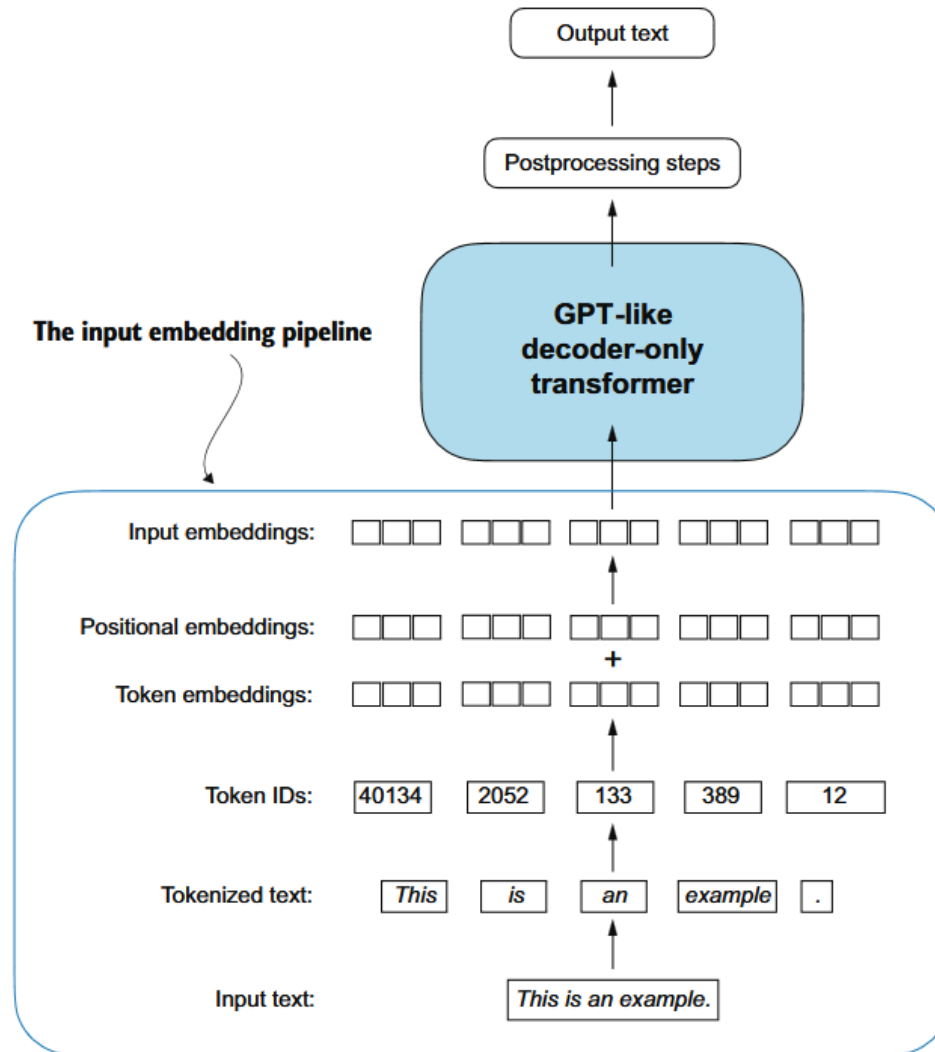 Output text
Postprocessing steps
GPT-like
decoder-only
transformer
The input embedding pipeline
Input embeddings:
Positional embeddings:
+
Token embeddings:
Token IDs: 40134 2052 133 389 12
Tokenized text: This is an example .
Input text: This is an example.